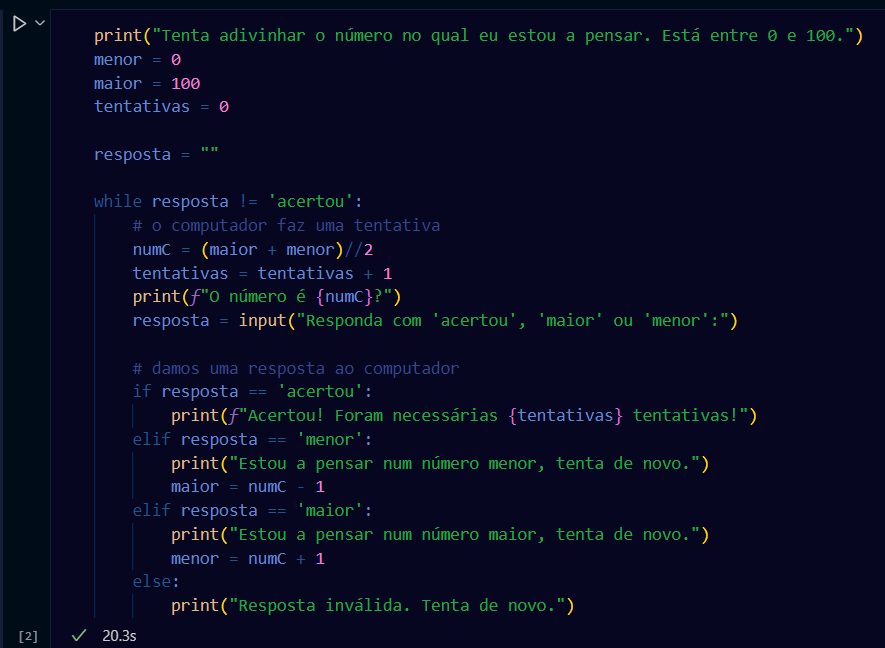 print("Tenta adivinhar o número no qual eu estou a pensar. Está entre 0 e 100.")
menor = 0
maior = 100
tentativas = 0

resposta = ""

while resposta != 'acertou':
    # o computador faz uma tentativa
    numC = (maior + menor)//2
    tentativas = tentativas + 1
    print(f"O número é {numC}?")
    resposta = input("Responda com 'acertou', 'maior' ou 'menor':")

    # damos uma resposta ao computador
    if resposta == 'acertou':
        print(f"Acertou! Foram necessárias {tentativas} tentativas!")
    elif resposta == 'menor':
        print("Estou a pensar num número menor, tenta de novo.")
        maior = numC - 1
    elif resposta == 'maior':
        print("Estou a pensar num número maior, tenta de novo.")
        menor = numC + 1
    else:
        print("Resposta inválida. Tenta de novo.")
[2] ✓ 20.3s